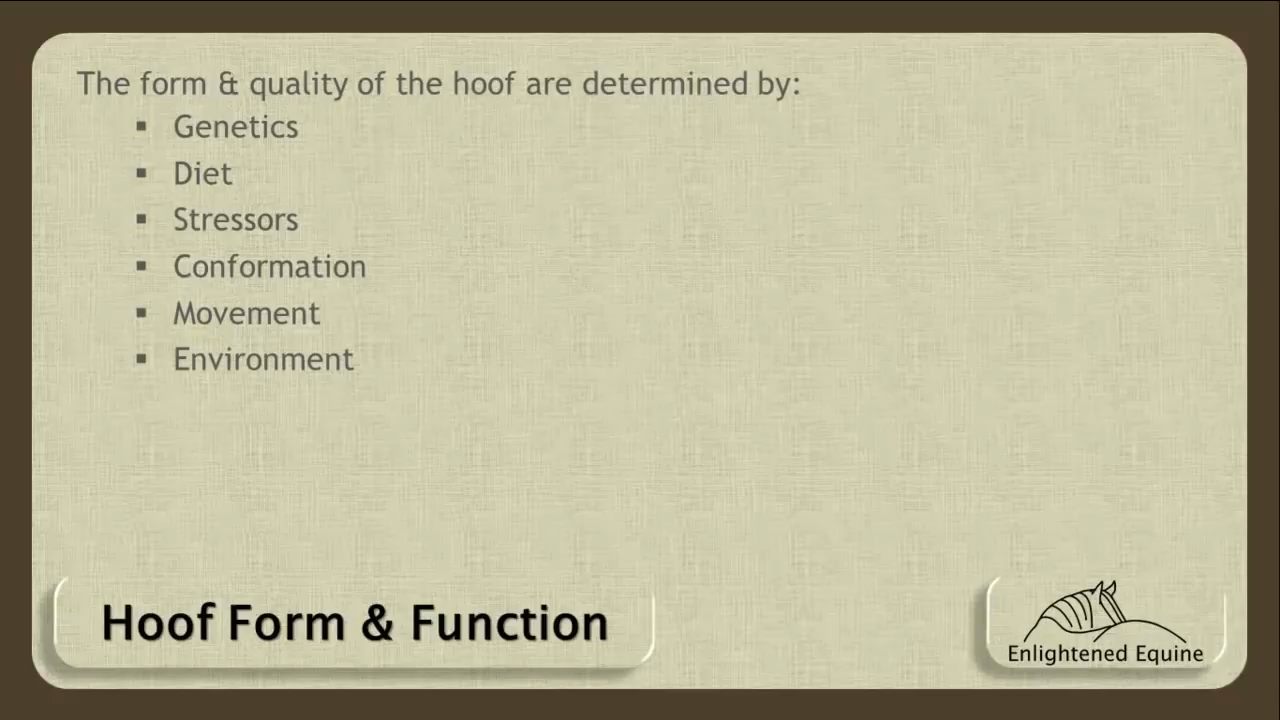 The form & quality of the hoof are determined by:
▪ Genetics
▪ Diet
▪ Stressors
▪ Conformation
▪ Movement
▪ Environment
Hoof Form & Function
Enlightened Equine